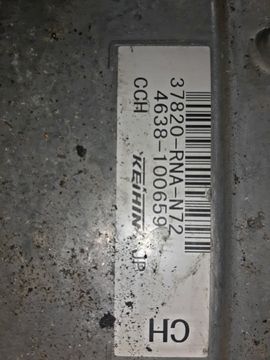 37820-RNA-N72
4638-100659
CCH
KEIHIN JP
CH